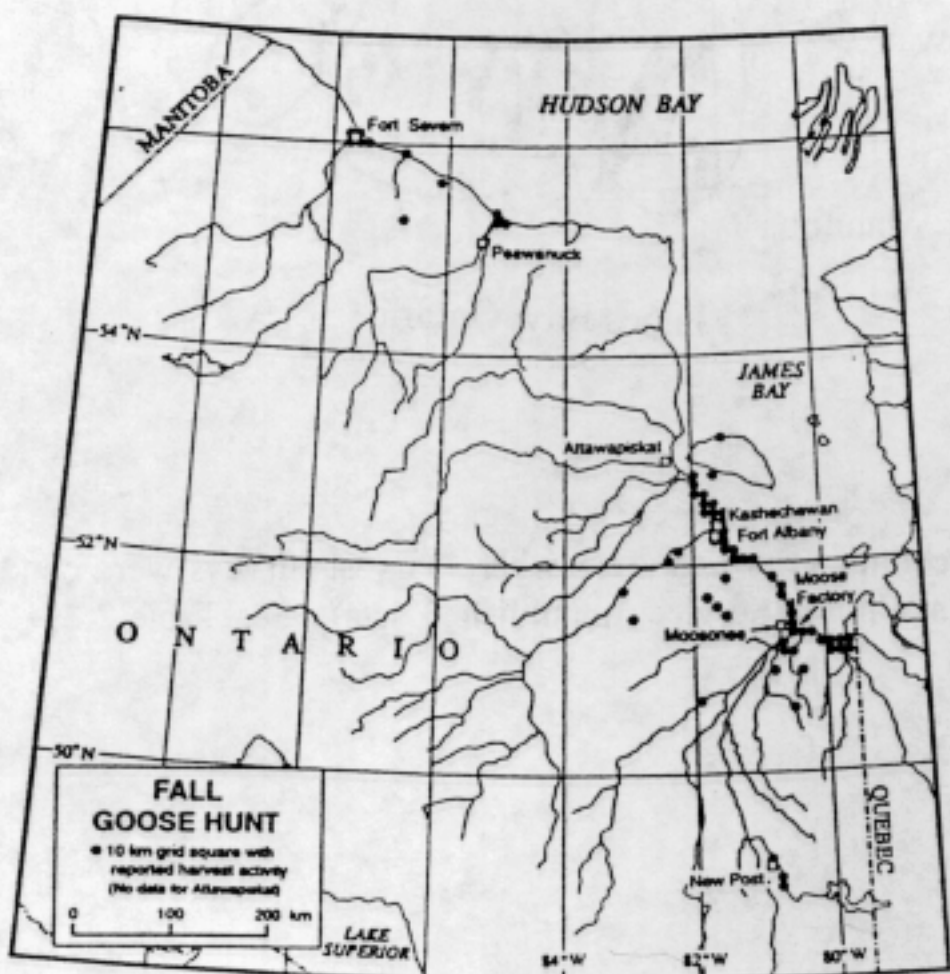 MANITOBA
HUDSON BAY
Fort Severn
Peewanuck
54°N
JAMES
BAY
Attawapiskat
Kashechewan
Fort Albany
52°N
Moose
Factory
ONTARIO
Moosonee
50°N
FALL
GOOSE HUNT
10 km grid square with
reported harvest activity
(No data for Attawapiskat)
0 100 200 km
QUEBEC
New Post
LAKE
SUPERIOR
84°W 82°W 80°W